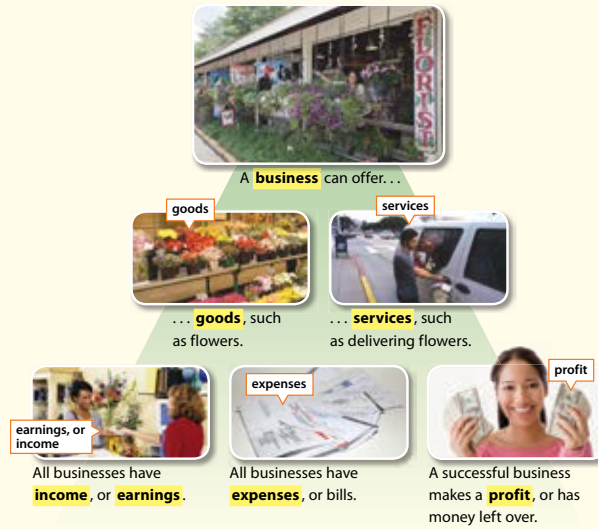 FLORIST
A business can offer. . .
goods
services
. . . goods, such
as flowers.
. . . services, such
as delivering flowers.
earnings, or
income
expenses
profit
All businesses have
income, or earnings.
All businesses have
expenses, or bills.
A successful business
makes a profit, or has
money left over.